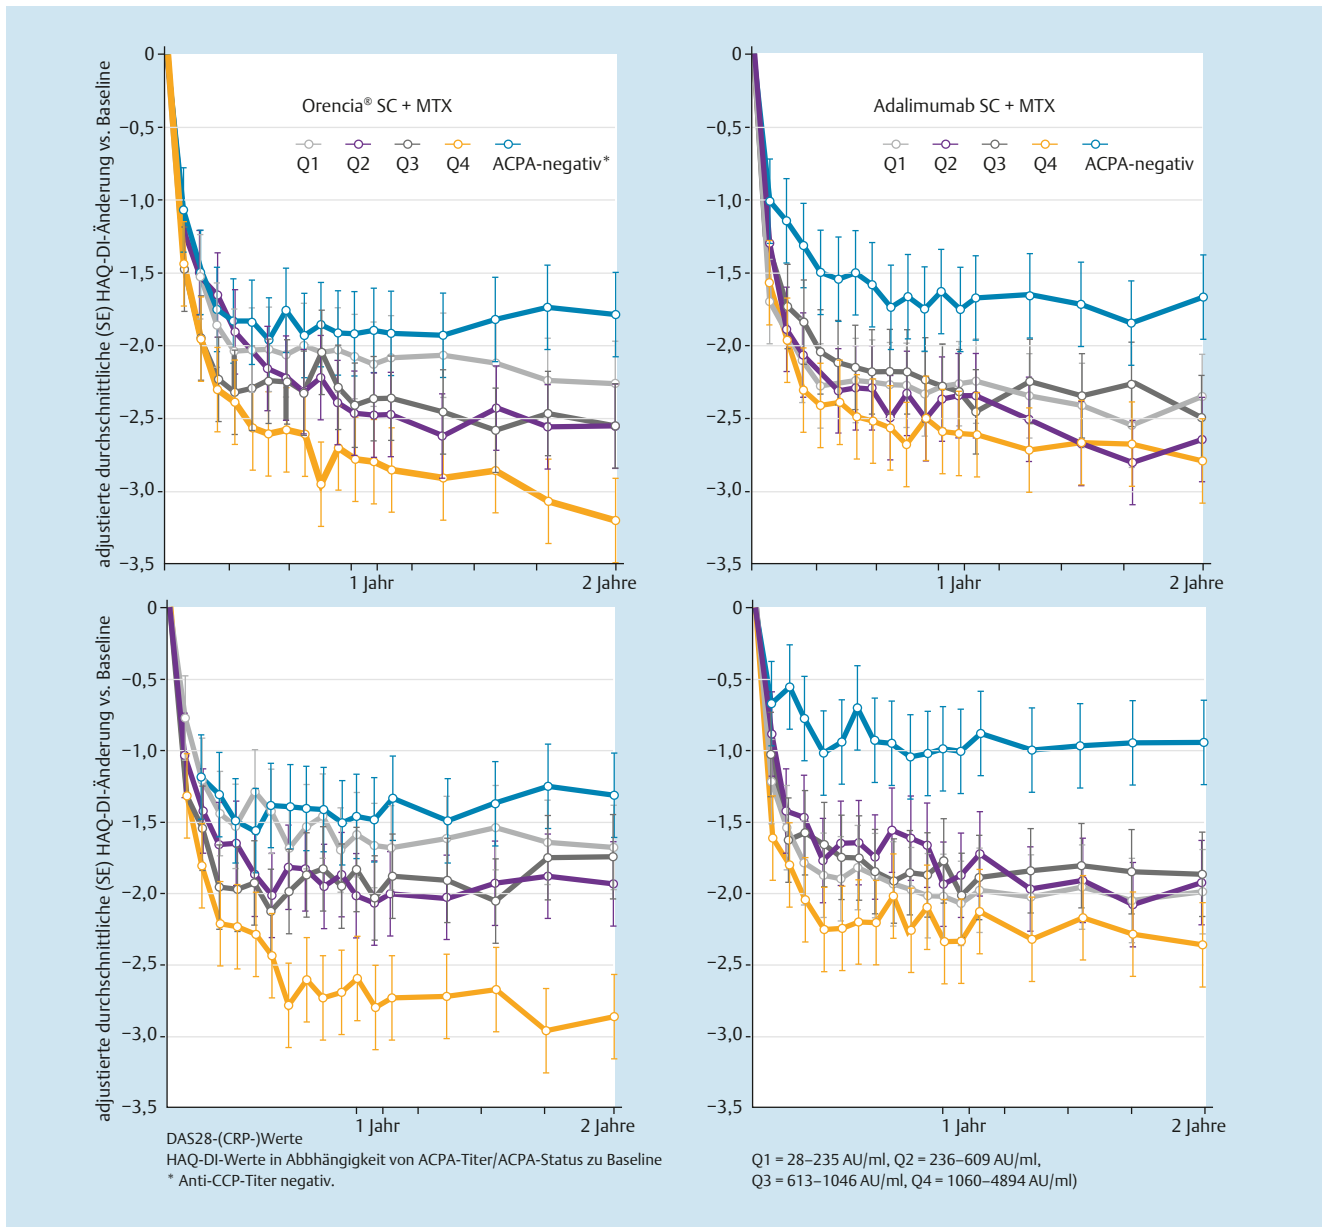 adjustierte durchschnittliche (SE) HAQ-DI-Änderung vs. Baseline
0
−0,5
−1,0
−1,5
−2,0
−2,5
−3,0
−3,5
Orencia® SC + MTX
Q1 Q2 Q3 Q4 ACPA-negativ*
1 Jahr 2 Jahre
0
−0,5
−1,0
−1,5
−2,0
−2,5
−3,0
−3,5
Adalimumab SC + MTX
Q1 Q2 Q3 Q4 ACPA-negativ
1 Jahr 2 Jahre
adjustierte durchschnittliche (SE) HAQ-DI-Änderung vs. Baseline
0
−0,5
−1,0
−1,5
−2,0
−2,5
−3,0
−3,5
1 Jahr 2 Jahre
0
−0,5
−1,0
−1,5
−2,0
−2,5
−3,0
−3,5
1 Jahr 2 Jahre
DAS28-(CRP-)Werte
HAQ-DI-Werte in Abbhängigkeit von ACPA-Titer/ACPA-Status zu Baseline
* Anti-CCP-Titer negativ.
Q1 = 28–235 AU/ml, Q2 = 236–609 AU/ml,
Q3 = 613–1046 AU/ml, Q4 = 1060–4894 AU/ml)